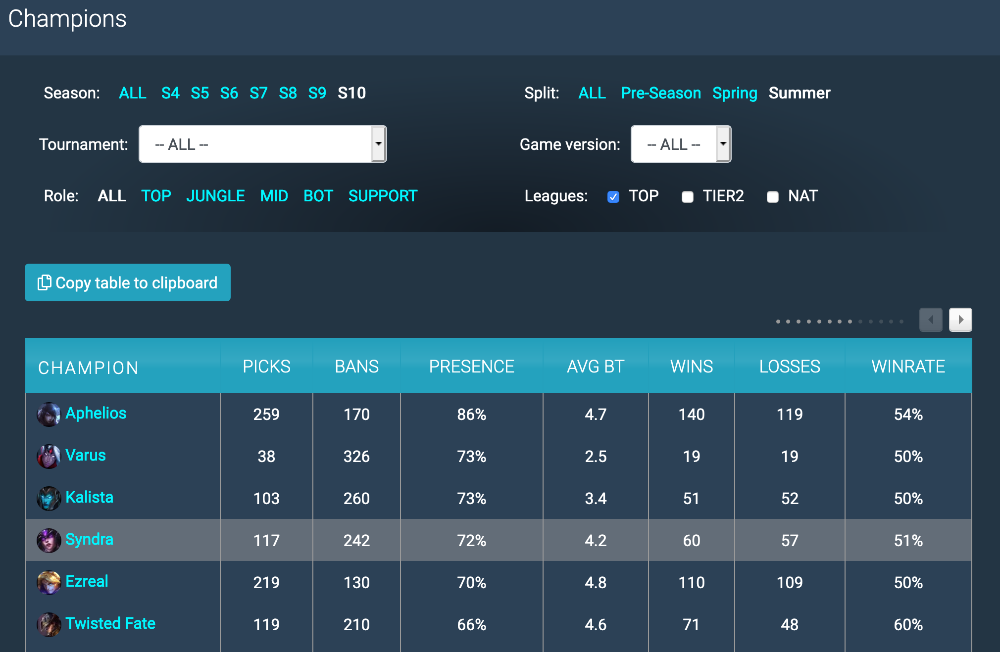 Champions
Season: ALL S4 S5 S6 S7 S8 S9 S10
Split: ALL Pre-Season Spring Summer
Tournament: -- ALL --
Game version: -- ALL --
Role: ALL TOP JUNGLE MID BOT SUPPORT
Leagues: TOP TIER2 NAT
Copy table to clipboard
CHAMPION PICKS BANS PRESENCE AVG BT WINS LOSSES WINRATE
Aphelios 259 170 86% 4.7 140 119 54%
Varus 38 326 73% 2.5 19 19 50%
Kalista 103 260 73% 3.4 51 52 50%
Syndra 117 242 72% 4.2 60 57 51%
Ezreal 219 130 70% 4.8 110 109 50%
Twisted Fate 119 210 66% 4.6 71 48 60%